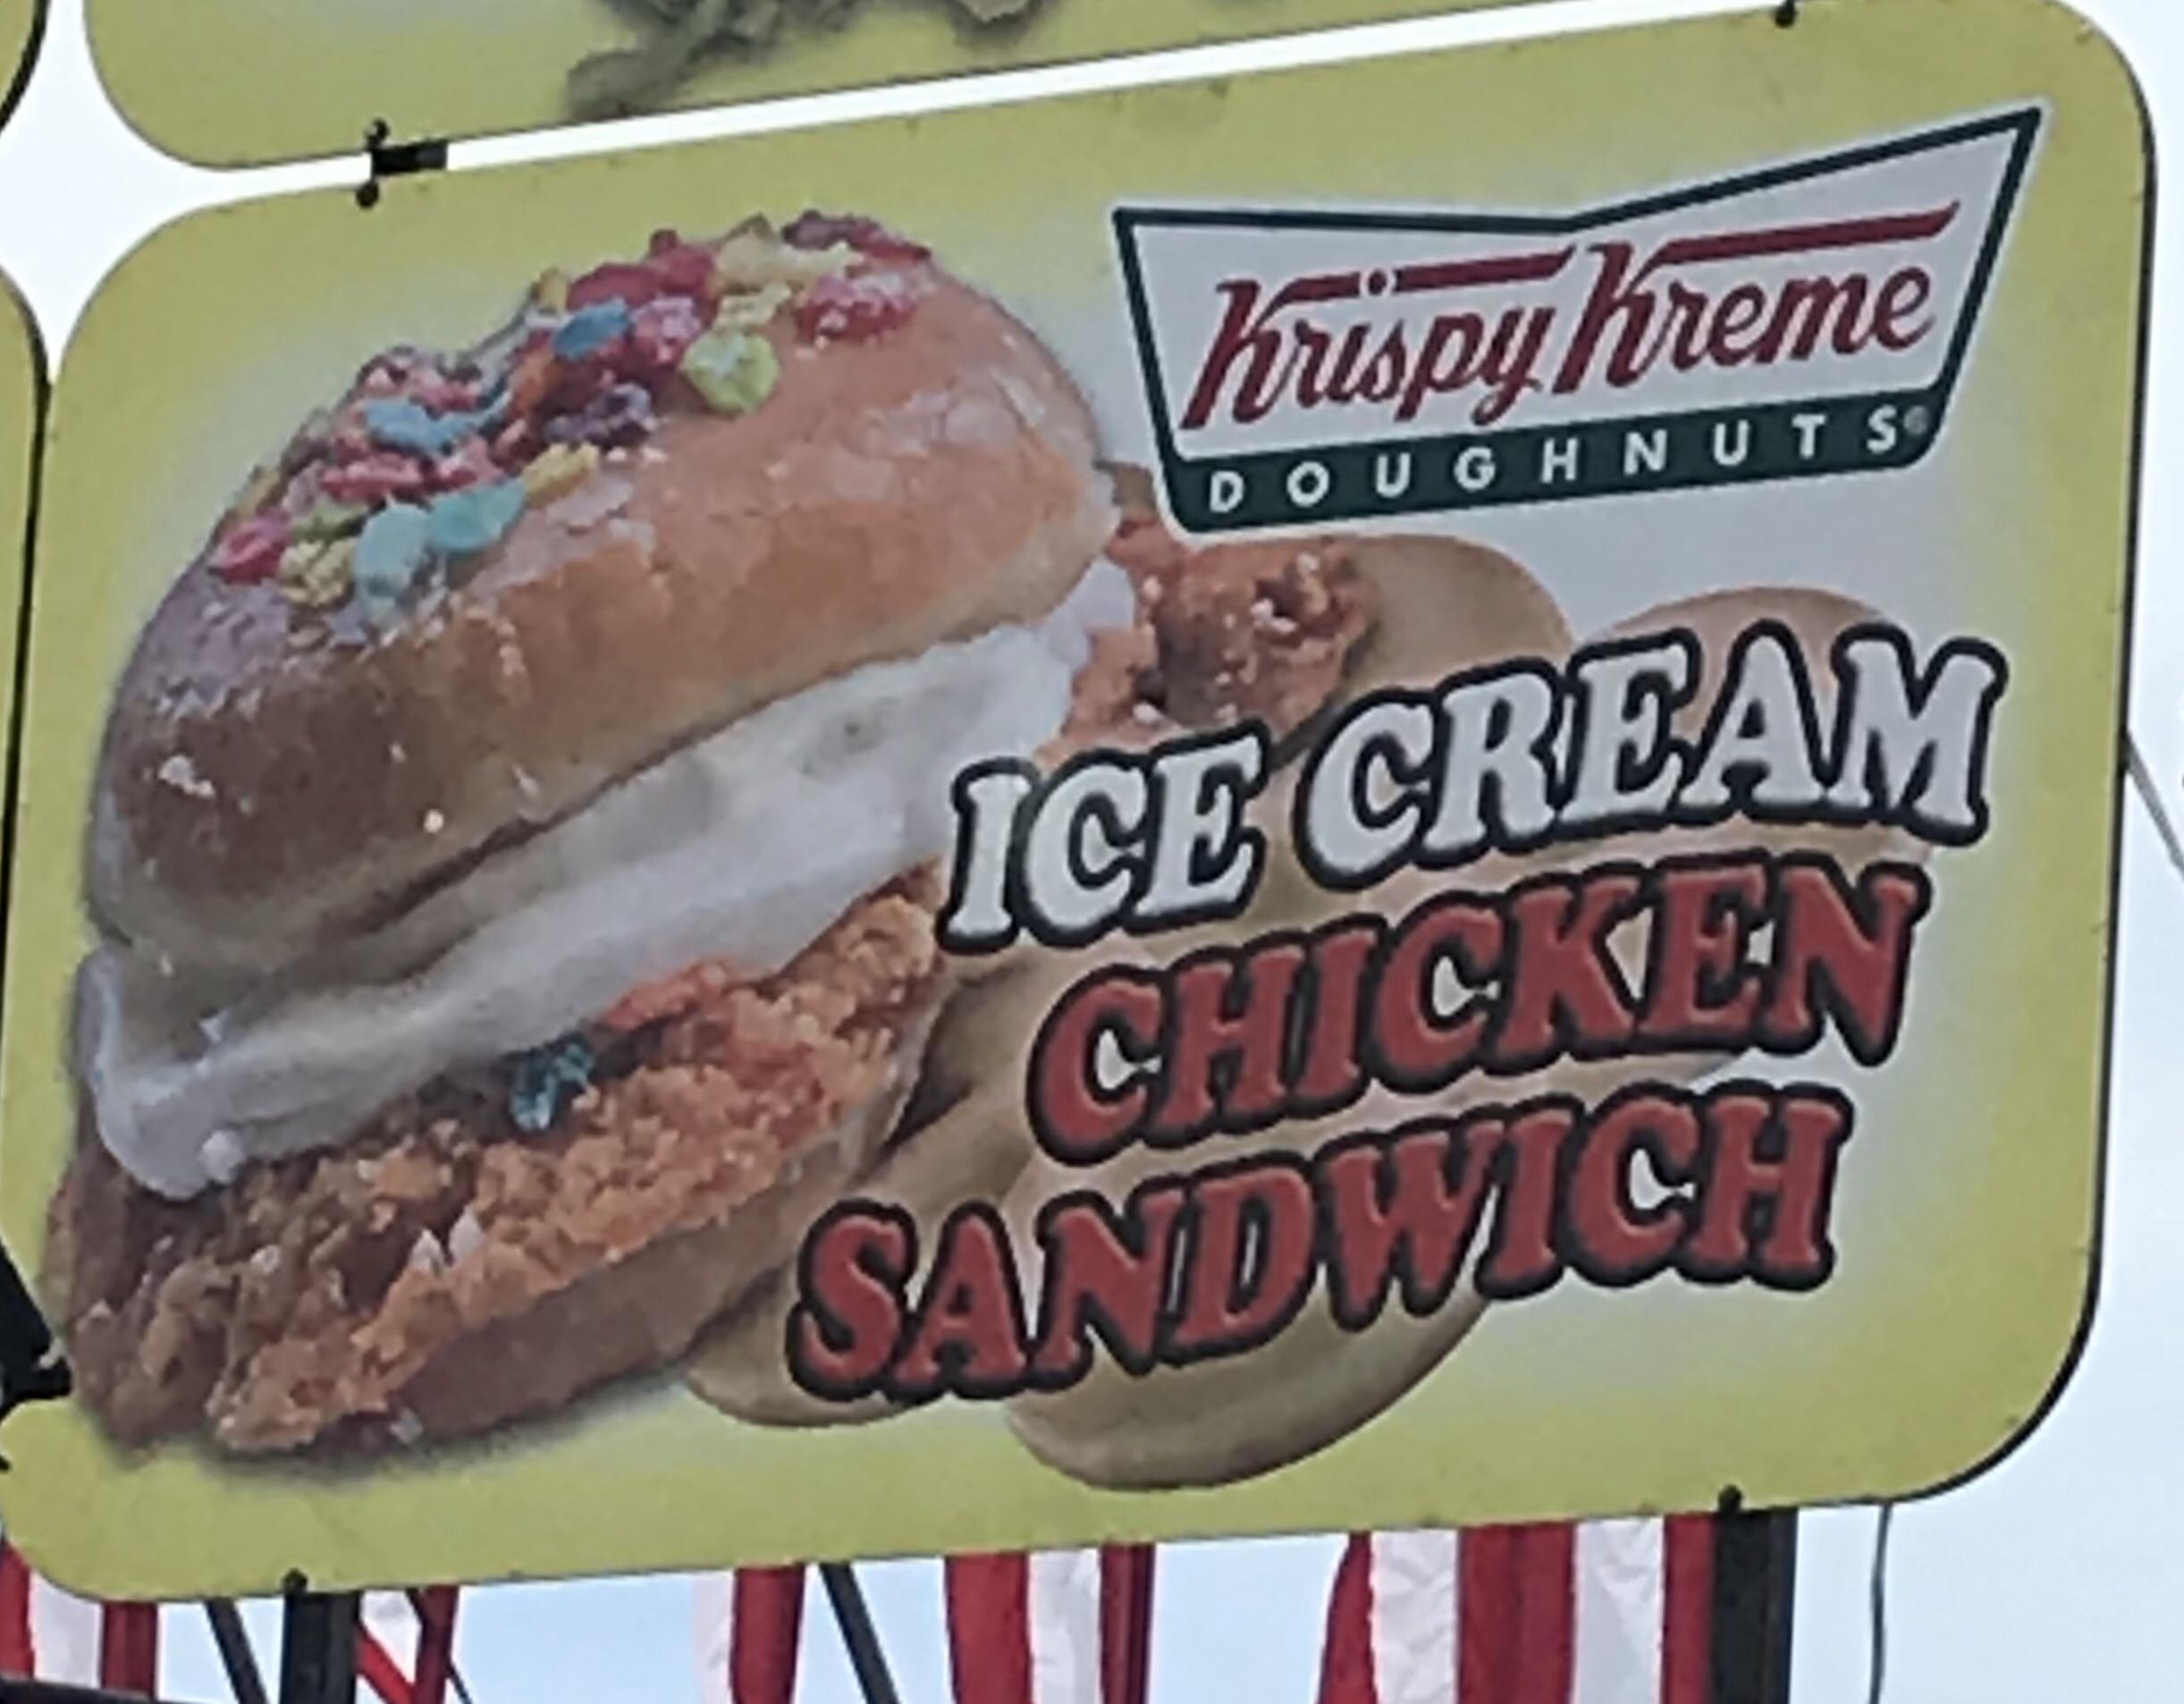 Krispy Kreme
DOUGHNUTS®
ICE CREAM
CHICKEN
SANDWICH